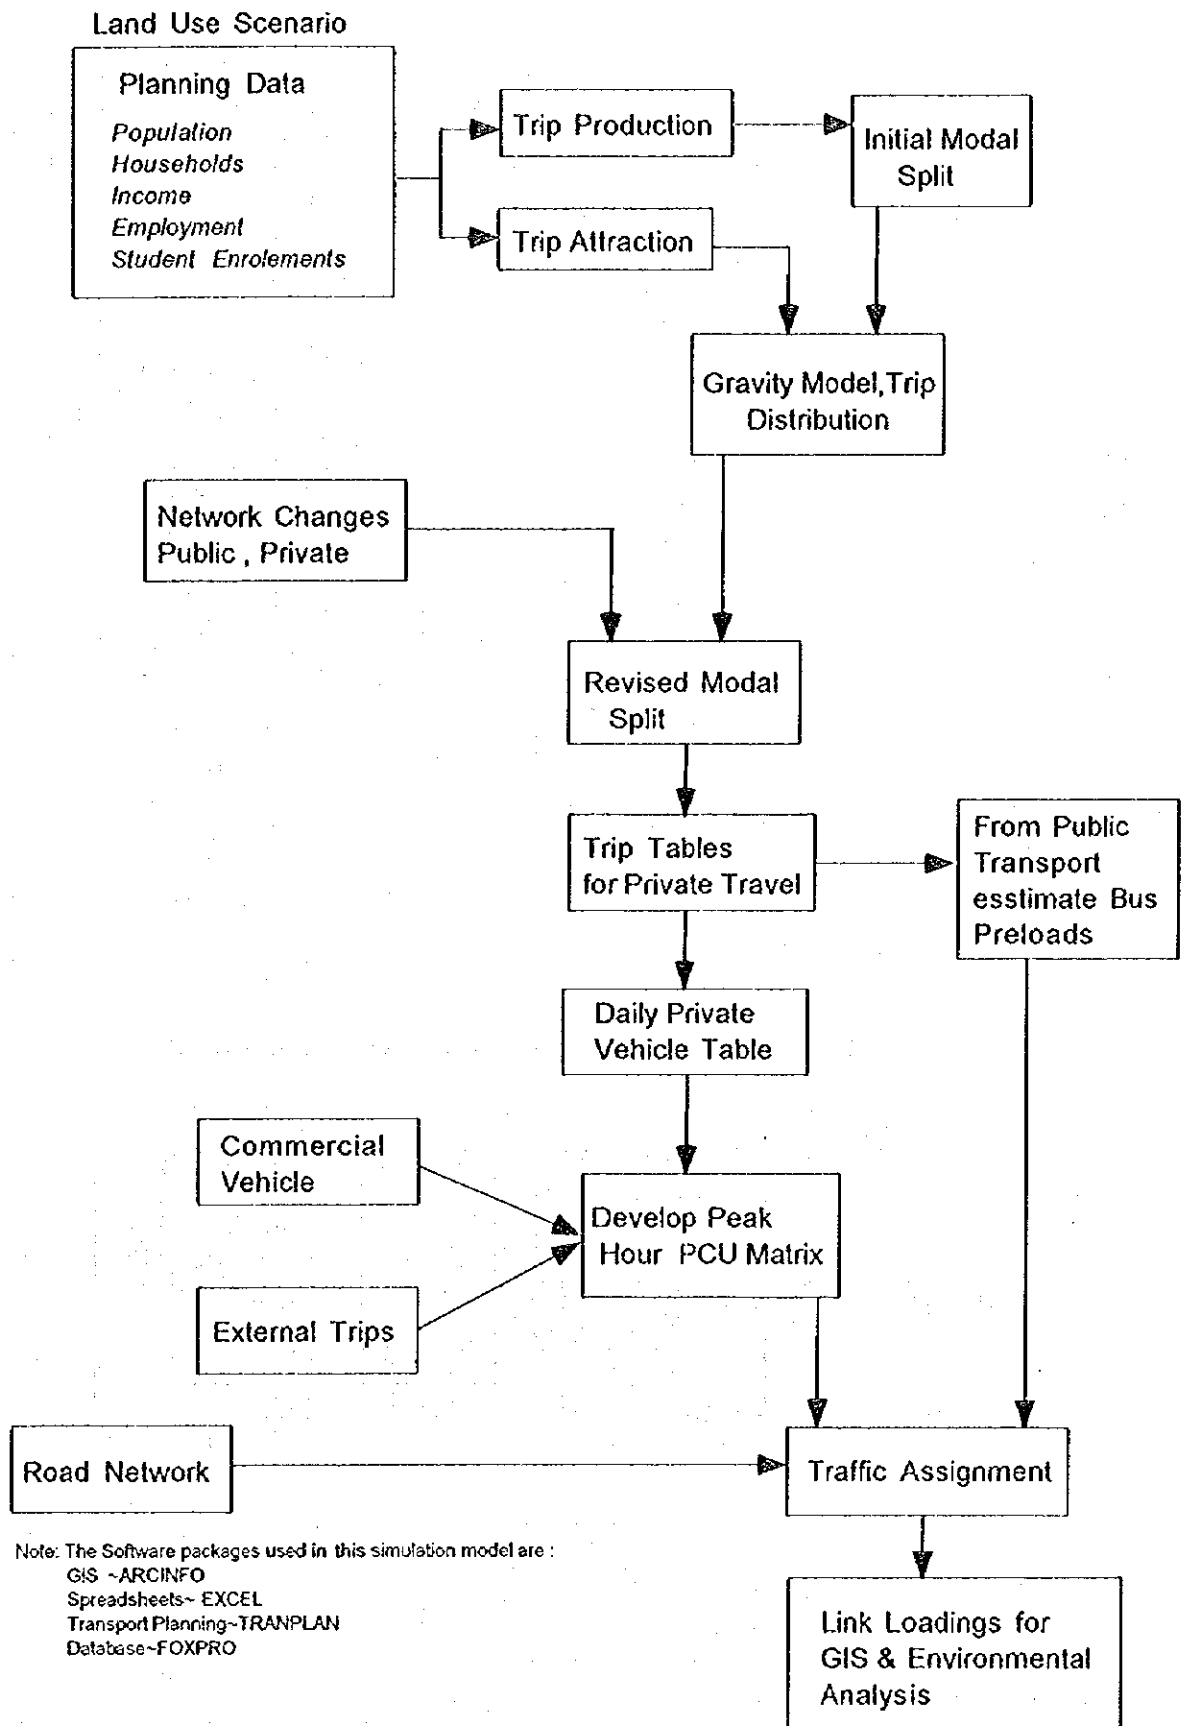 Land Use Scenario
Planning Data
Population
Households
Income
Employment
Student Enrolements
Trip Production
Trip Attraction
Initial Modal
Split
Gravity Model,Trip
Distribution
Network Changes
Public , Private
Revised Modal
Split
Trip Tables
for Private Travel
From Public
Transport
esstimate Bus
Preloads
Daily Private
Vehicle Table
Commercial
Vehicle
Develop Peak
Hour PCU Matrix
External Trips
Road Network
Traffic Assignment
Note: The Software packages used in this simulation model are :
GIS ~ARCINFO
Spreadsheets~ EXCEL
Transport Planning~TRANPLAN
Database~FOXPRO
Link Loadings for
GIS & Environmental
Analysis